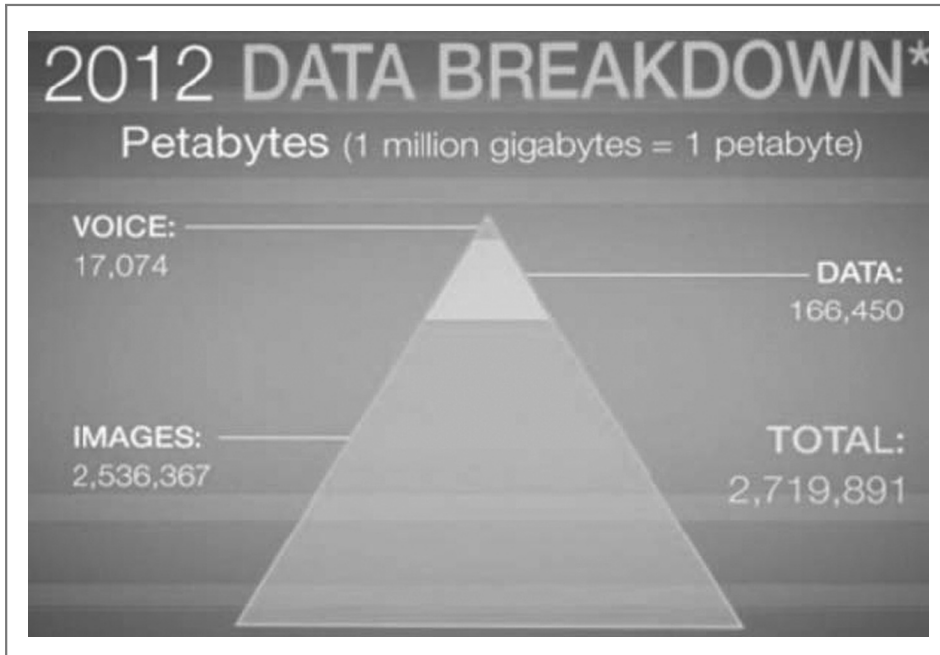 2012 DATA BREAKDOWN*
Petabytes (1 million gigabytes = 1 petabyte)
VOICE:
17,074
DATA:
166,450
IMAGES:
2,536,367
TOTAL:
2,719,891